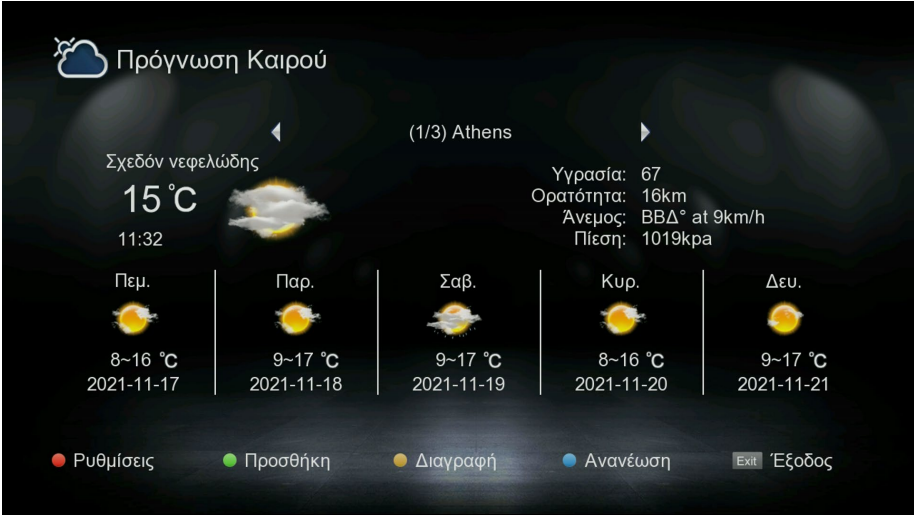 Πρόγνωση Καιρού
(1/3) Athens
Σχεδόν νεφελώδης
15 °C
11:32
Υγρασία: 67
Ορατότητα: 16km
Άνεμος: ΒΒΔ° at 9km/h
Πίεση: 1019kpa
Πεμ. Παρ. Σαβ. Κυρ. Δευ.
8~16 °C 9~17 °C 9~17 °C 8~16 °C 9~17 °C
2021-11-17 2021-11-18 2021-11-19 2021-11-20 2021-11-21
Ρυθμίσεις Προσθήκη Διαγραφή Ανανέωση Exit Έξοδος